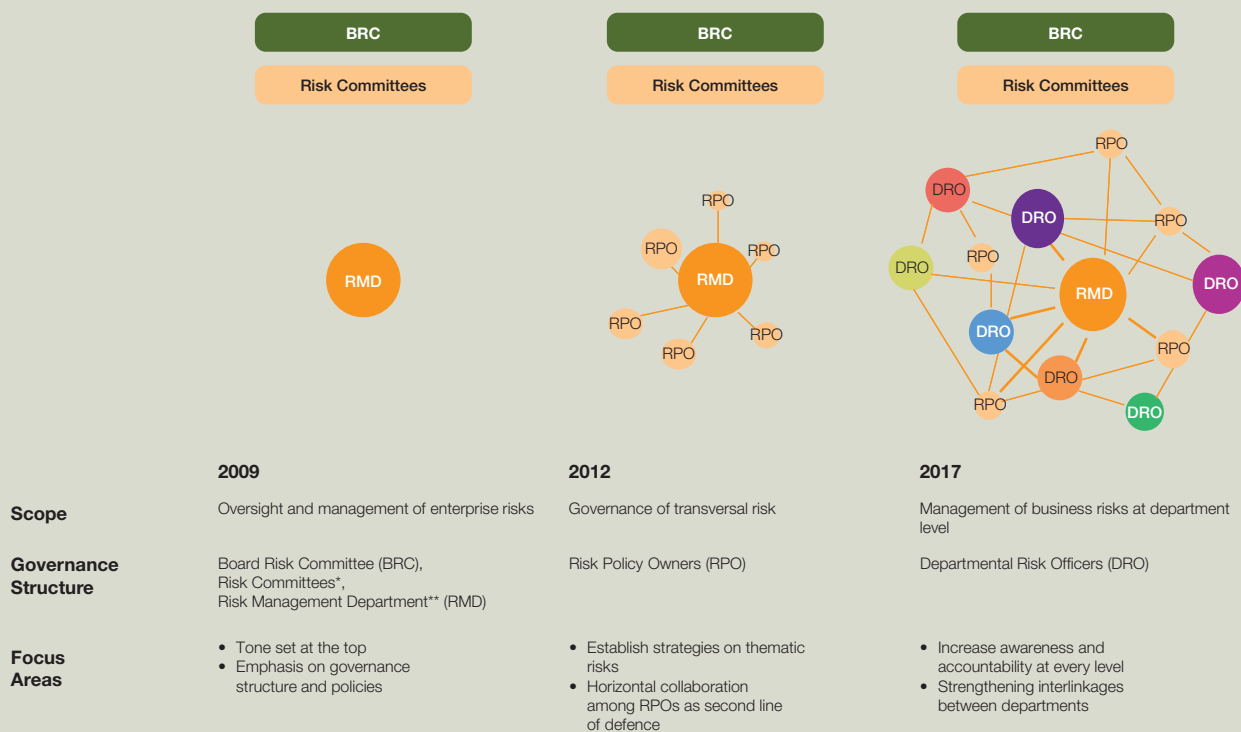 BRC
Risk Committees
RMD
BRC
Risk Committees
RPO
RPO
RPO
RMD
RPO
RPO
RPO
BRC
Risk Committees
RPO
DRO
DRO
RPO
RPO
DRO
DRO
RMD
DRO
RPO
DRO
RPO
DRO
2009
2012
2017
Scope
Oversight and management of enterprise risks
Governance of transversal risk
Management of business risks at department
level
Governance
Structure
Board Risk Committee (BRC),
Risk Committees*,
Risk Management Department** (RMD)
Risk Policy Owners (RPO)
Departmental Risk Officers (DRO)
Focus
Areas
• Tone set at the top
• Emphasis on governance
structure and policies
• Establish strategies on thematic
risks
• Horizontal collaboration
among RPOs as second line
of defence
• Increase awareness and
accountability at every level
• Strengthening interlinkages
between departments